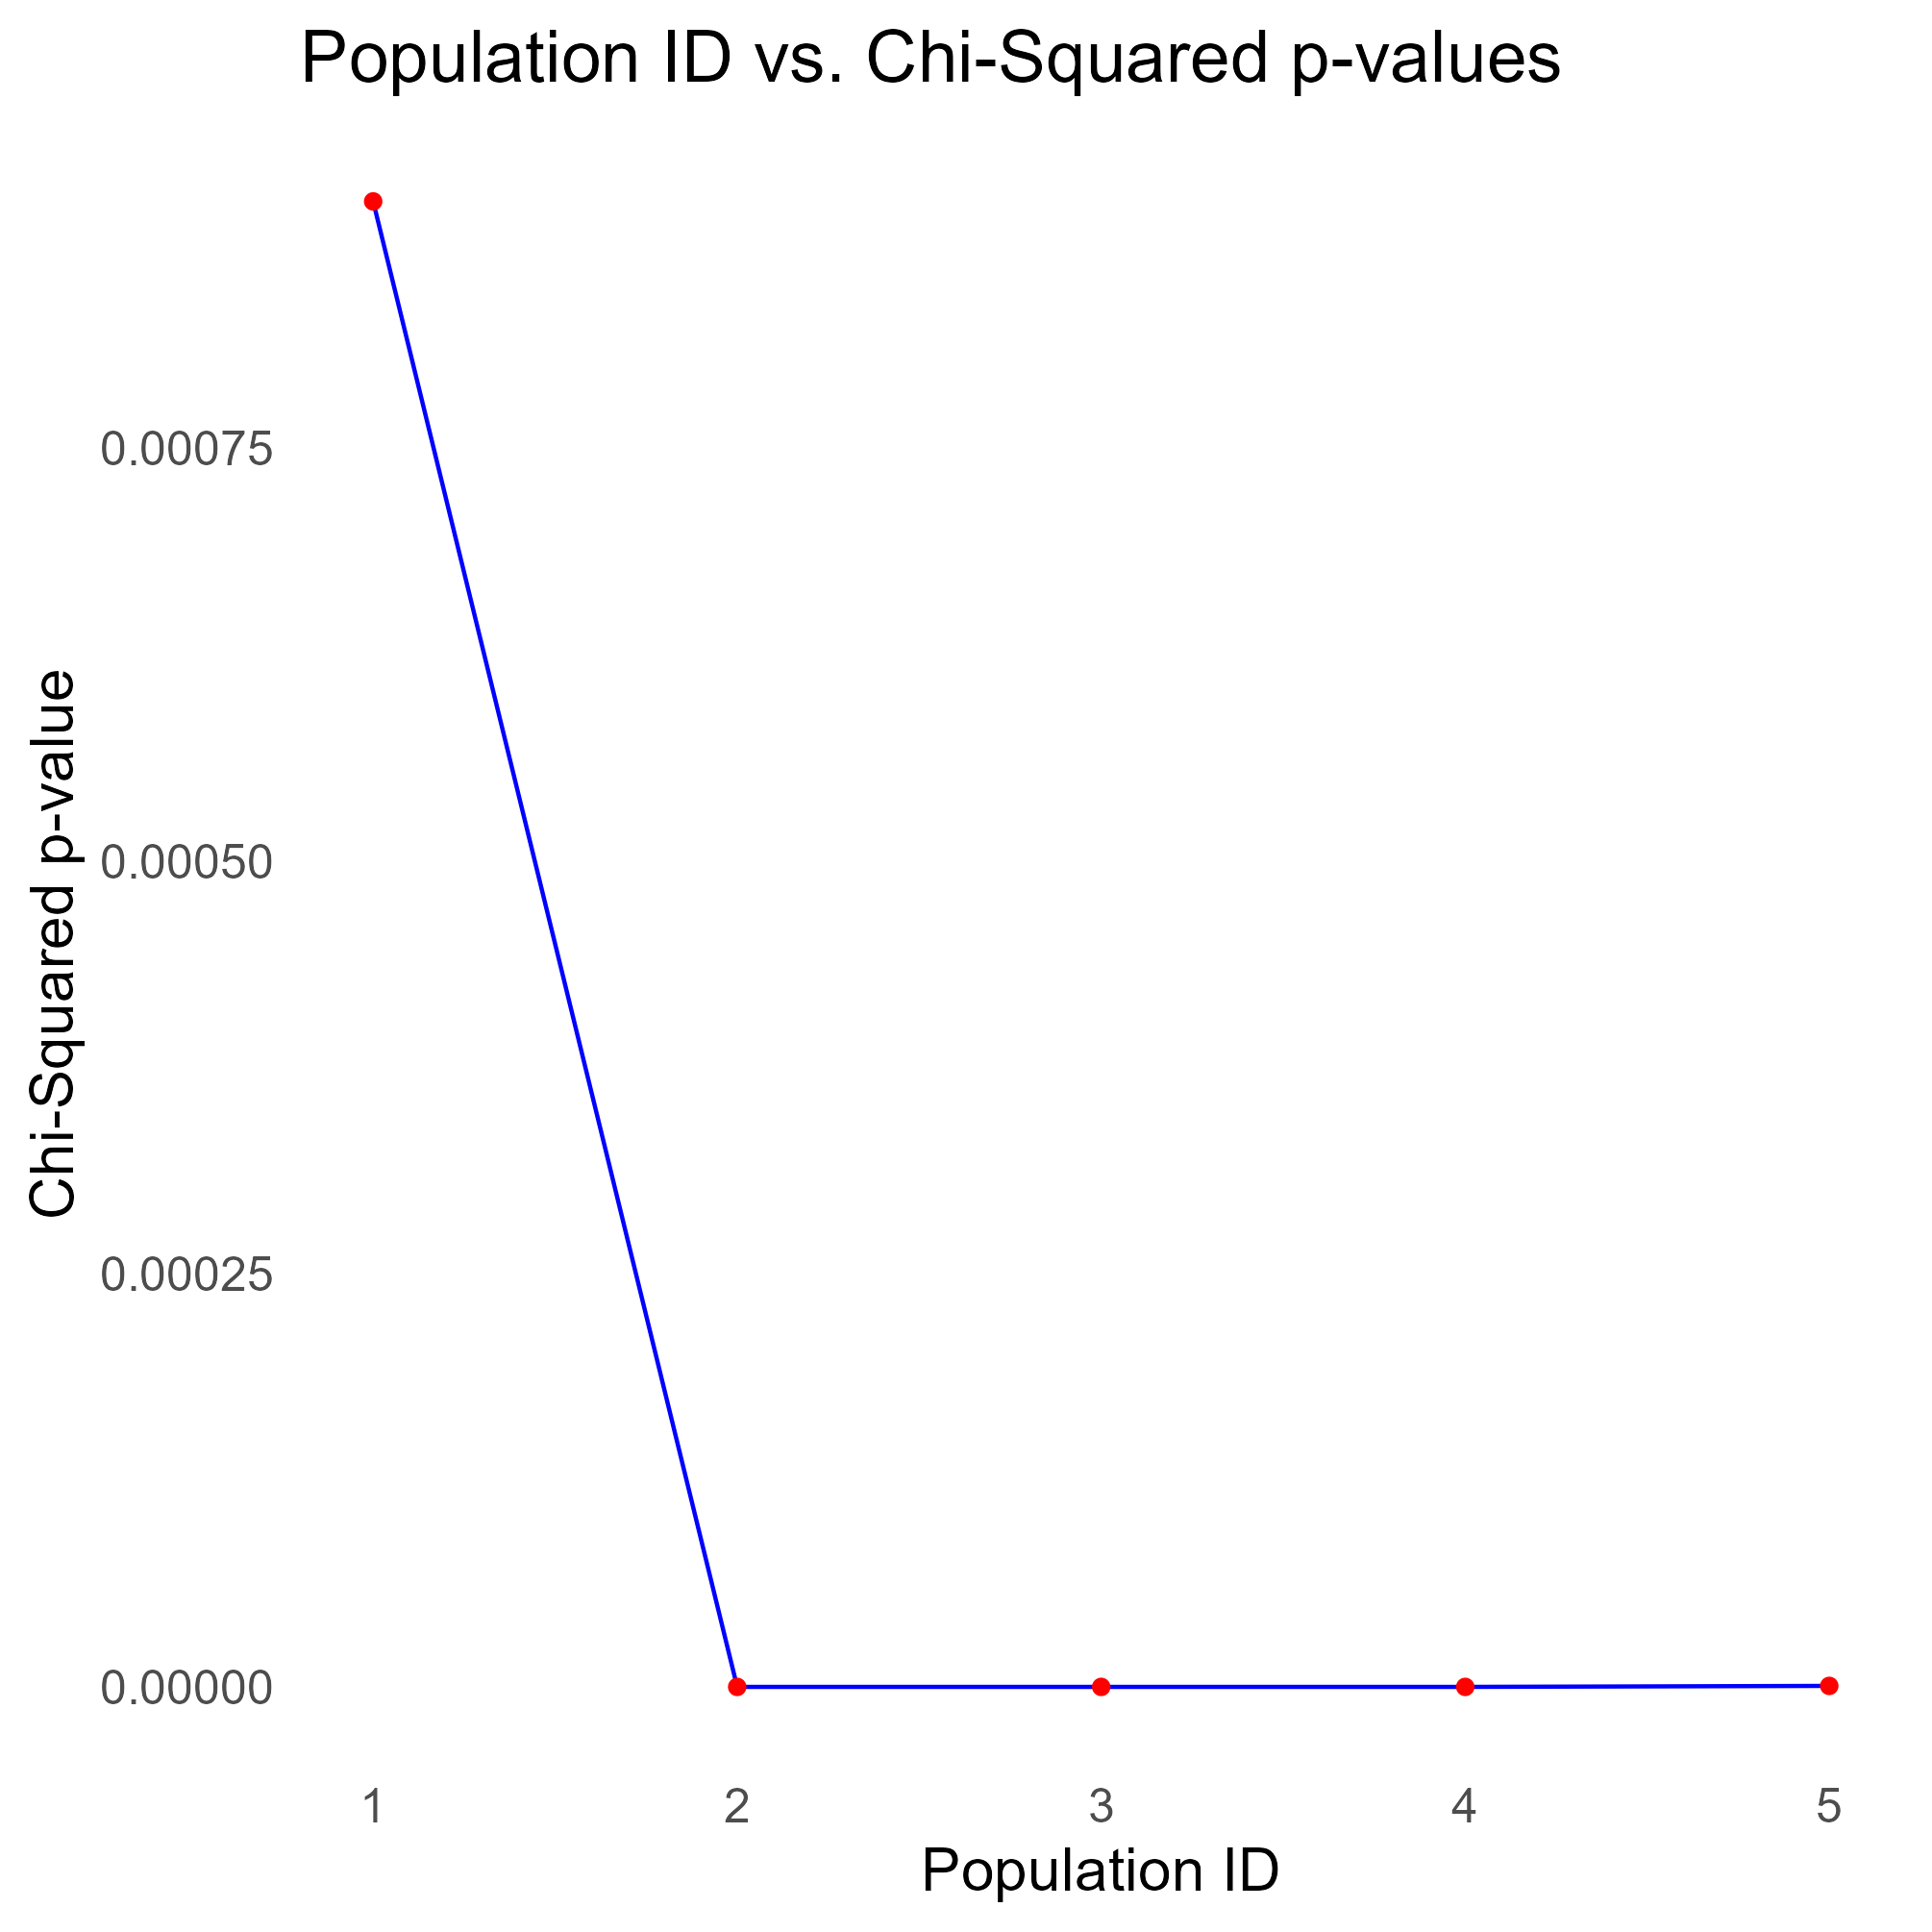 Population ID vs. Chi-Squared p-values
Chi-Squared p-value
0.00075
0.00050
0.00025
0.00000
1 2 3 4 5
Population ID